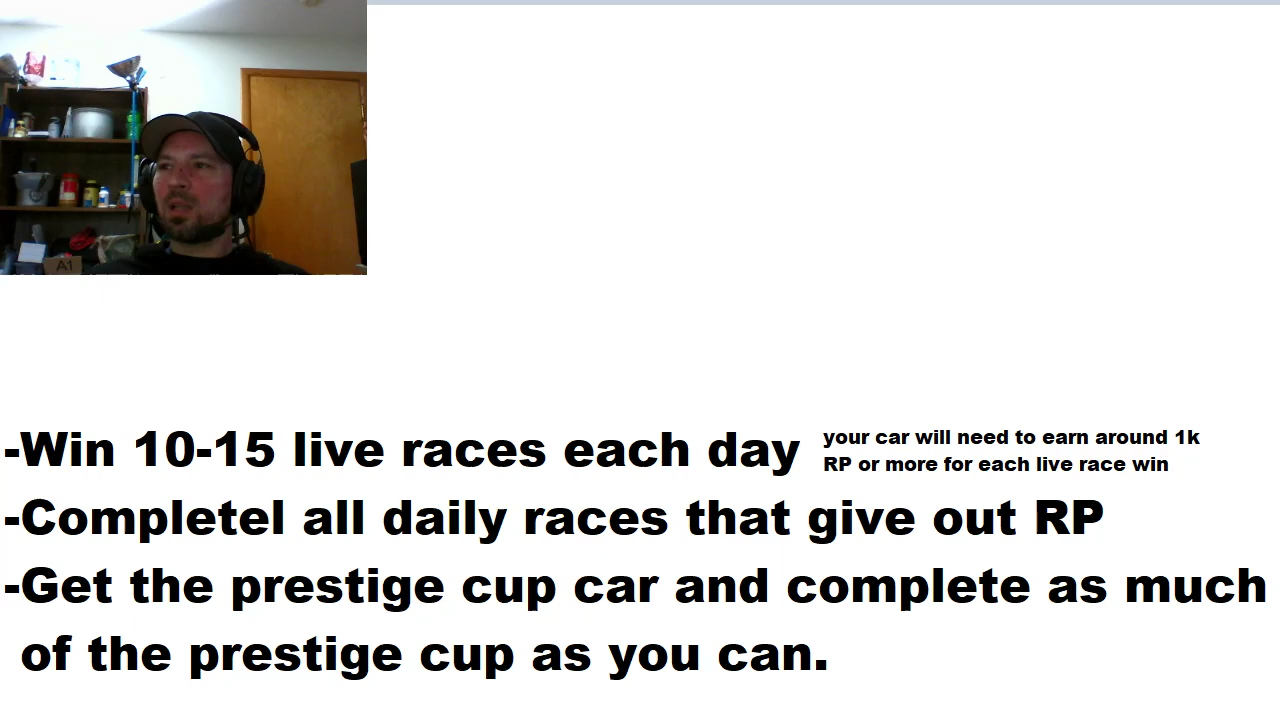 A1
-Win 10-15 live races each day
your car will need to earn around 1k
RP or more for each live race win
-Completel all daily races that give out RP
-Get the prestige cup car and complete as much
of the prestige cup as you can.